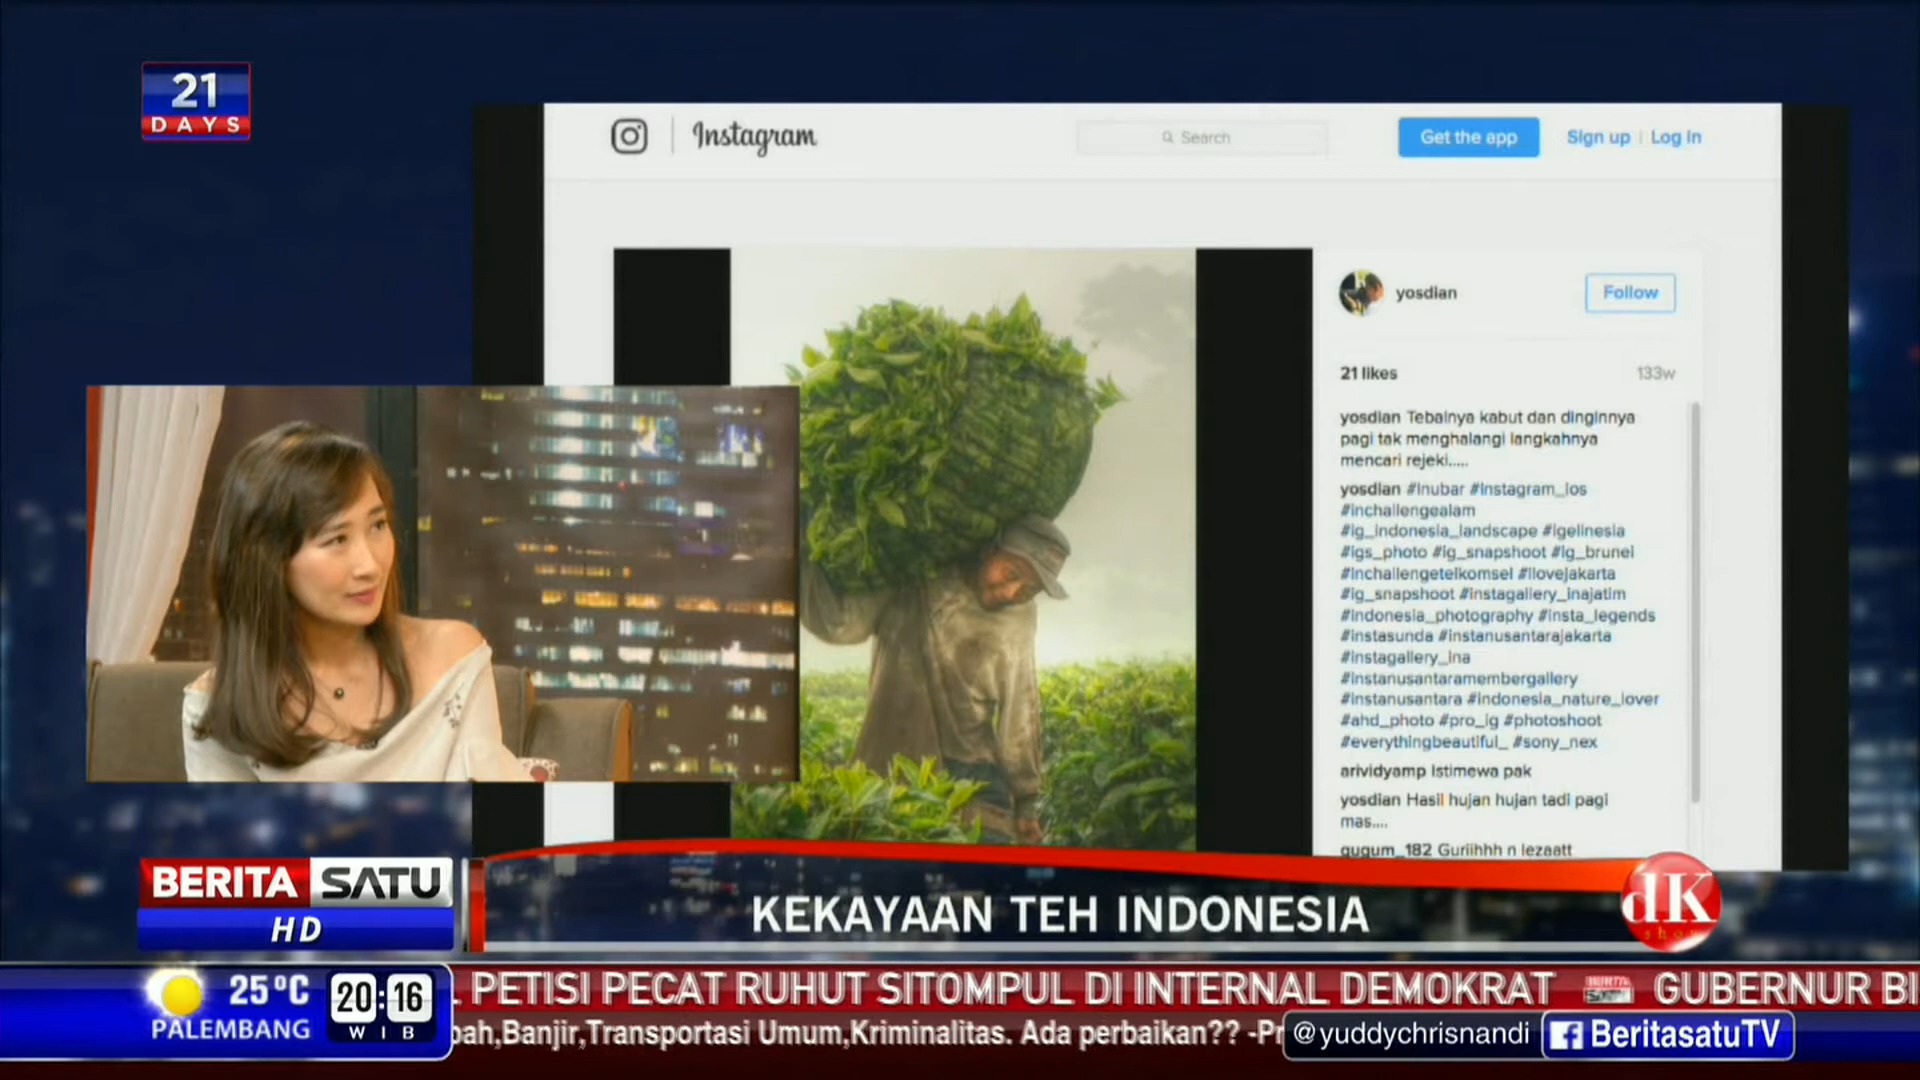 21
DAYS
Instagram
Search
Get the app
Sign up | Log in
yosdian
Follow
21 likes
133w
yosdian Tebalnya kabut dan dinginnya
pagi tak menghalangi langkahnya
mencari rejeki.....
yosdian #Inubar #instagram_ios
#inchallengealam
#ig_indonesia_landscape #igelinesia
#igs_photo #ig_snapshoot #ig_brunei
#inchallengetelkomsel #ilovejakarta
#ig_snapshoot #instagallery_inajatim
#indonesia_photography #insta_legends
#instasunda #instanusantarajakarta
#instagallery_ina
#instanusantaramembergallery
#instanusantara #indonesia_nature_lover
#ahd_photo #pro_ig #photoshoot
#everythingbeautiful_ #sony_nex
arividyamp Istimewa pak
yosdian Hasil hujan hujan tadi pagi
mas....
gugum_182 Guriihhh n lezaatt
BERITA SATU
HD
KEKAYAAN TEH INDONESIA
dK
show
25°C
PALEMBANG
20:16
WIB
PETISI PECAT RUHUT SITOMPUL DI INTERNAL DEMOKRAT BERITA SATU GUBERNUR BI
bah,Banjir,Transportasi Umum,Kriminalitas. Ada perbaikan?? -Pr
@yuddychrisnandi
BeritasatuTV